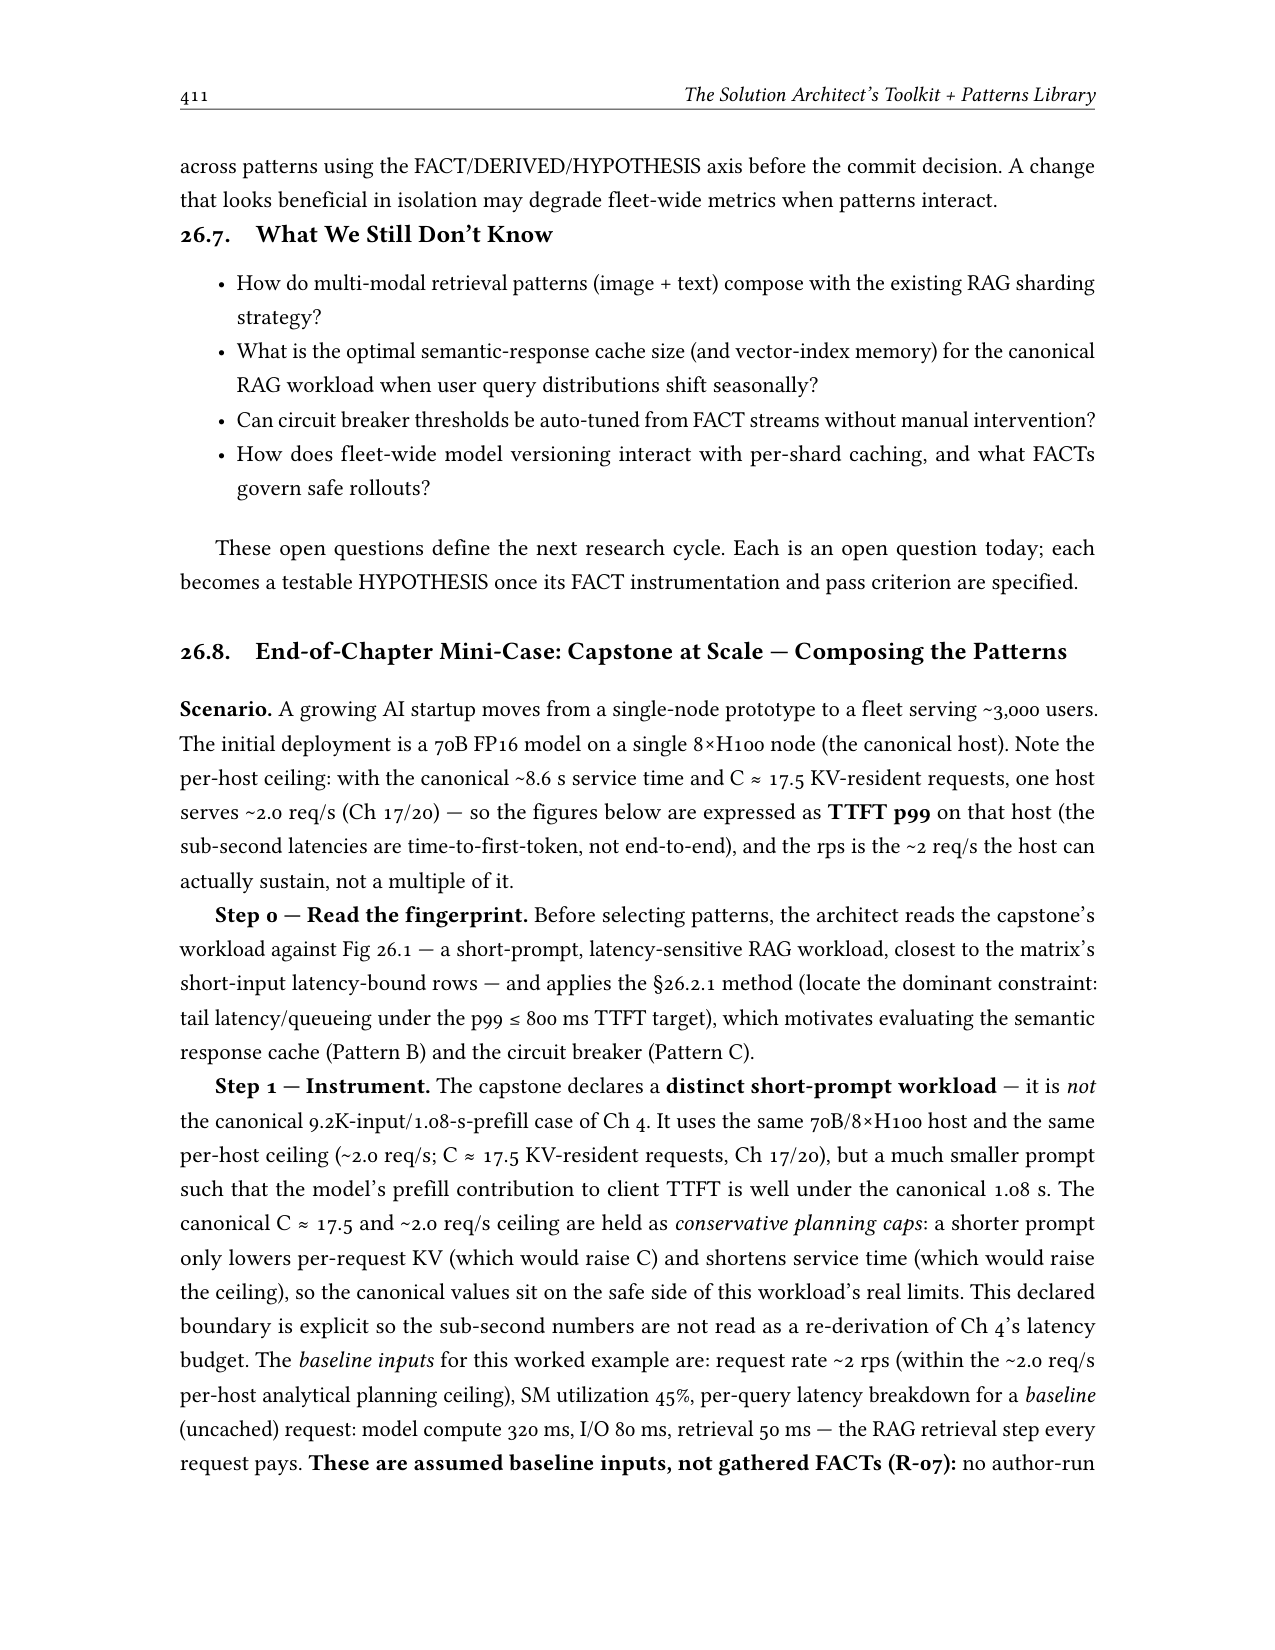 411 The Solution Architect's Toolkit + Patterns Library
across patterns using the FACT/DERIVED/HYPOTHESIS axis before the commit decision. A change
that looks beneficial in isolation may degrade fleet-wide metrics when patterns interact.
26.7. What We Still Don't Know
• How do multi-modal retrieval patterns (image + text) compose with the existing RAG sharding
strategy?
• What is the optimal semantic-response cache size (and vector-index memory) for the canonical
RAG workload when user query distributions shift seasonally?
• Can circuit breaker thresholds be auto-tuned from FACT streams without manual intervention?
• How does fleet-wide model versioning interact with per-shard caching, and what FACTs
govern safe rollouts?
These open questions define the next research cycle. Each is an open question today; each
becomes a testable HYPOTHESIS once its FACT instrumentation and pass criterion are specified.
26.8. End-of-Chapter Mini-Case: Capstone at Scale — Composing the Patterns
Scenario. A growing AI startup moves from a single-node prototype to a fleet serving ~3,000 users.
The initial deployment is a 70B FP16 model on a single 8×H100 node (the canonical host). Note the
per-host ceiling: with the canonical ~8.6 s service time and C ≈ 17.5 KV-resident requests, one host
serves ~2.0 req/s (Ch 17/20) — so the figures below are expressed as TTFT p99 on that host (the
sub-second latencies are time-to-first-token, not end-to-end), and the rps is the ~2 req/s the host can
actually sustain, not a multiple of it.
Step 0 — Read the fingerprint. Before selecting patterns, the architect reads the capstone's
workload against Fig 26.1 — a short-prompt, latency-sensitive RAG workload, closest to the matrix's
short-input latency-bound rows — and applies the §26.2.1 method (locate the dominant constraint:
tail latency/queueing under the p99 ≤ 800 ms TTFT target), which motivates evaluating the semantic
response cache (Pattern B) and the circuit breaker (Pattern C).
Step 1 — Instrument. The capstone declares a distinct short-prompt workload — it is not
the canonical 9.2K-input/1.08-s-prefill case of Ch 4. It uses the same 70B/8×H100 host and the same
per-host ceiling (~2.0 req/s; C ≈ 17.5 KV-resident requests, Ch 17/20), but a much smaller prompt
such that the model's prefill contribution to client TTFT is well under the canonical 1.08 s. The
canonical C ≈ 17.5 and ~2.0 req/s ceiling are held as conservative planning caps: a shorter prompt
only lowers per-request KV (which would raise C) and shortens service time (which would raise
the ceiling), so the canonical values sit on the safe side of this workload's real limits. This declared
boundary is explicit so the sub-second numbers are not read as a re-derivation of Ch 4's latency
budget. The baseline inputs for this worked example are: request rate ~2 rps (within the ~2.0 req/s
per-host analytical planning ceiling), SM utilization 45%, per-query latency breakdown for a baseline
(uncached) request: model compute 320 ms, I/O 80 ms, retrieval 50 ms — the RAG retrieval step every
request pays. These are assumed baseline inputs, not gathered FACTs (R-07): no author-run